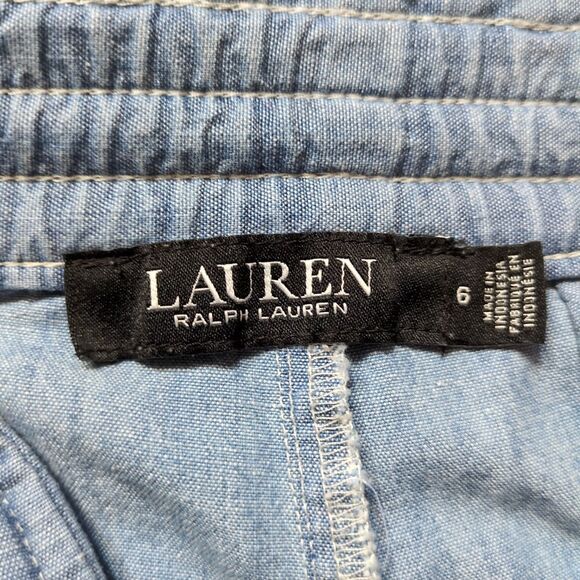 LAUREN
RALPH LAUREN
6
MADE IN
INDONESIA
FABRIQUÉ EN
INDONÉSIE